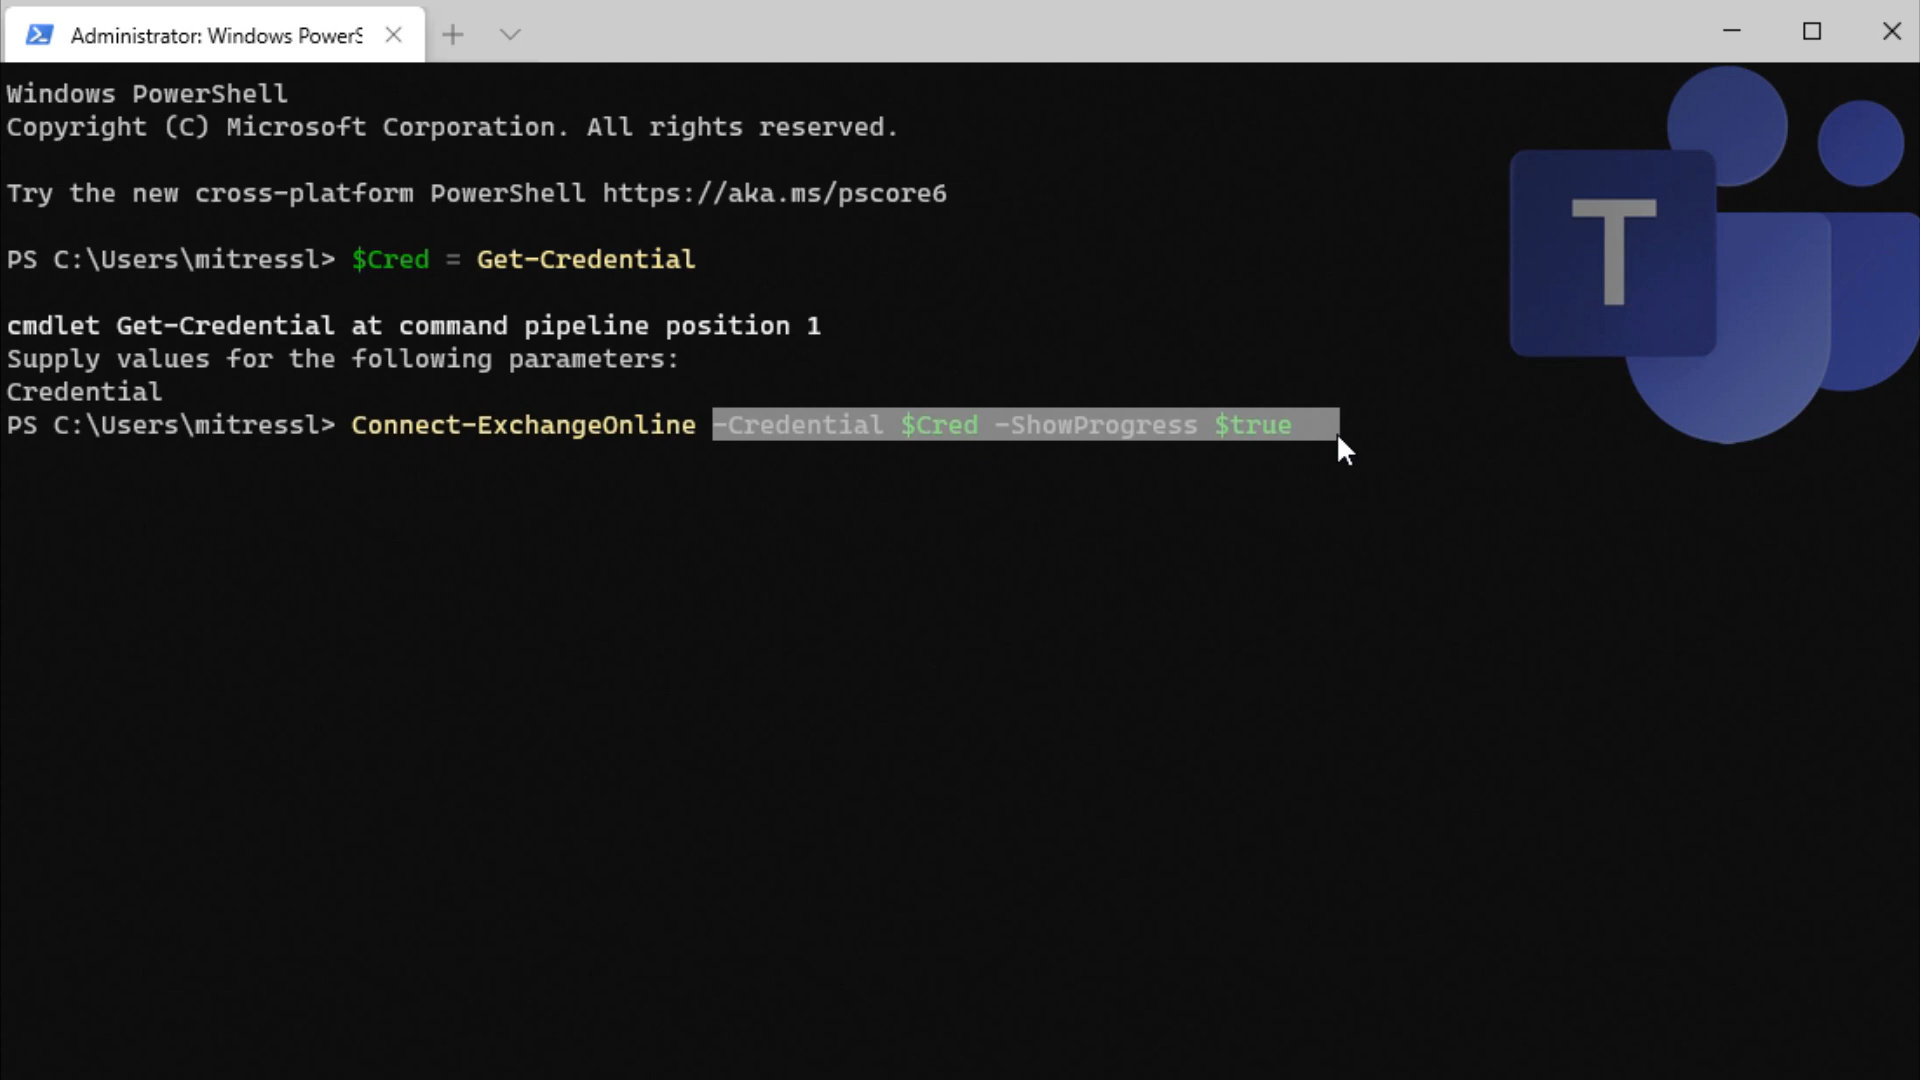 Administrator: Windows PowerS
Windows PowerShell
Copyright (C) Microsoft Corporation. All rights reserved.
Try the new cross-platform PowerShell https://aka.ms/pscore6
PS C:\Users\mitressl> $Cred = Get-Credential
cmdlet Get-Credential at command pipeline position 1
Supply values for the following parameters:
Credential
PS C:\Users\mitressl> Connect-ExchangeOnline -Credential $Cred -ShowProgress $true
T